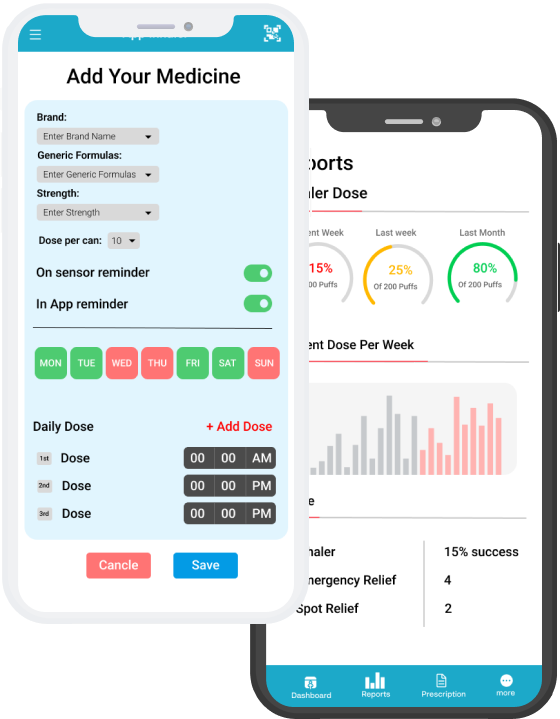 Add Your Medicine
Brand:
Enter Brand Name
Generic Formulas:
Enter Generic Formulas
Strength:
Enter Strength
Dose per can: 10
On sensor reminder
In App reminder
MON TUE WED THU FRI SAT SUN
Daily Dose + Add Dose
1st Dose 00 00 AM
2nd Dose 00 00 PM
3rd Dose 00 00 PM
Cancle Save
ports
ler Dose
ent Week Last week Last Month
15% 25% 80%
00 Puffs Of 200 Puffs Of 200 Puffs
ent Dose Per Week
e
haler 15% success
mergency Relief 4
Spot Relief 2
Dashboard Reports Prescription more